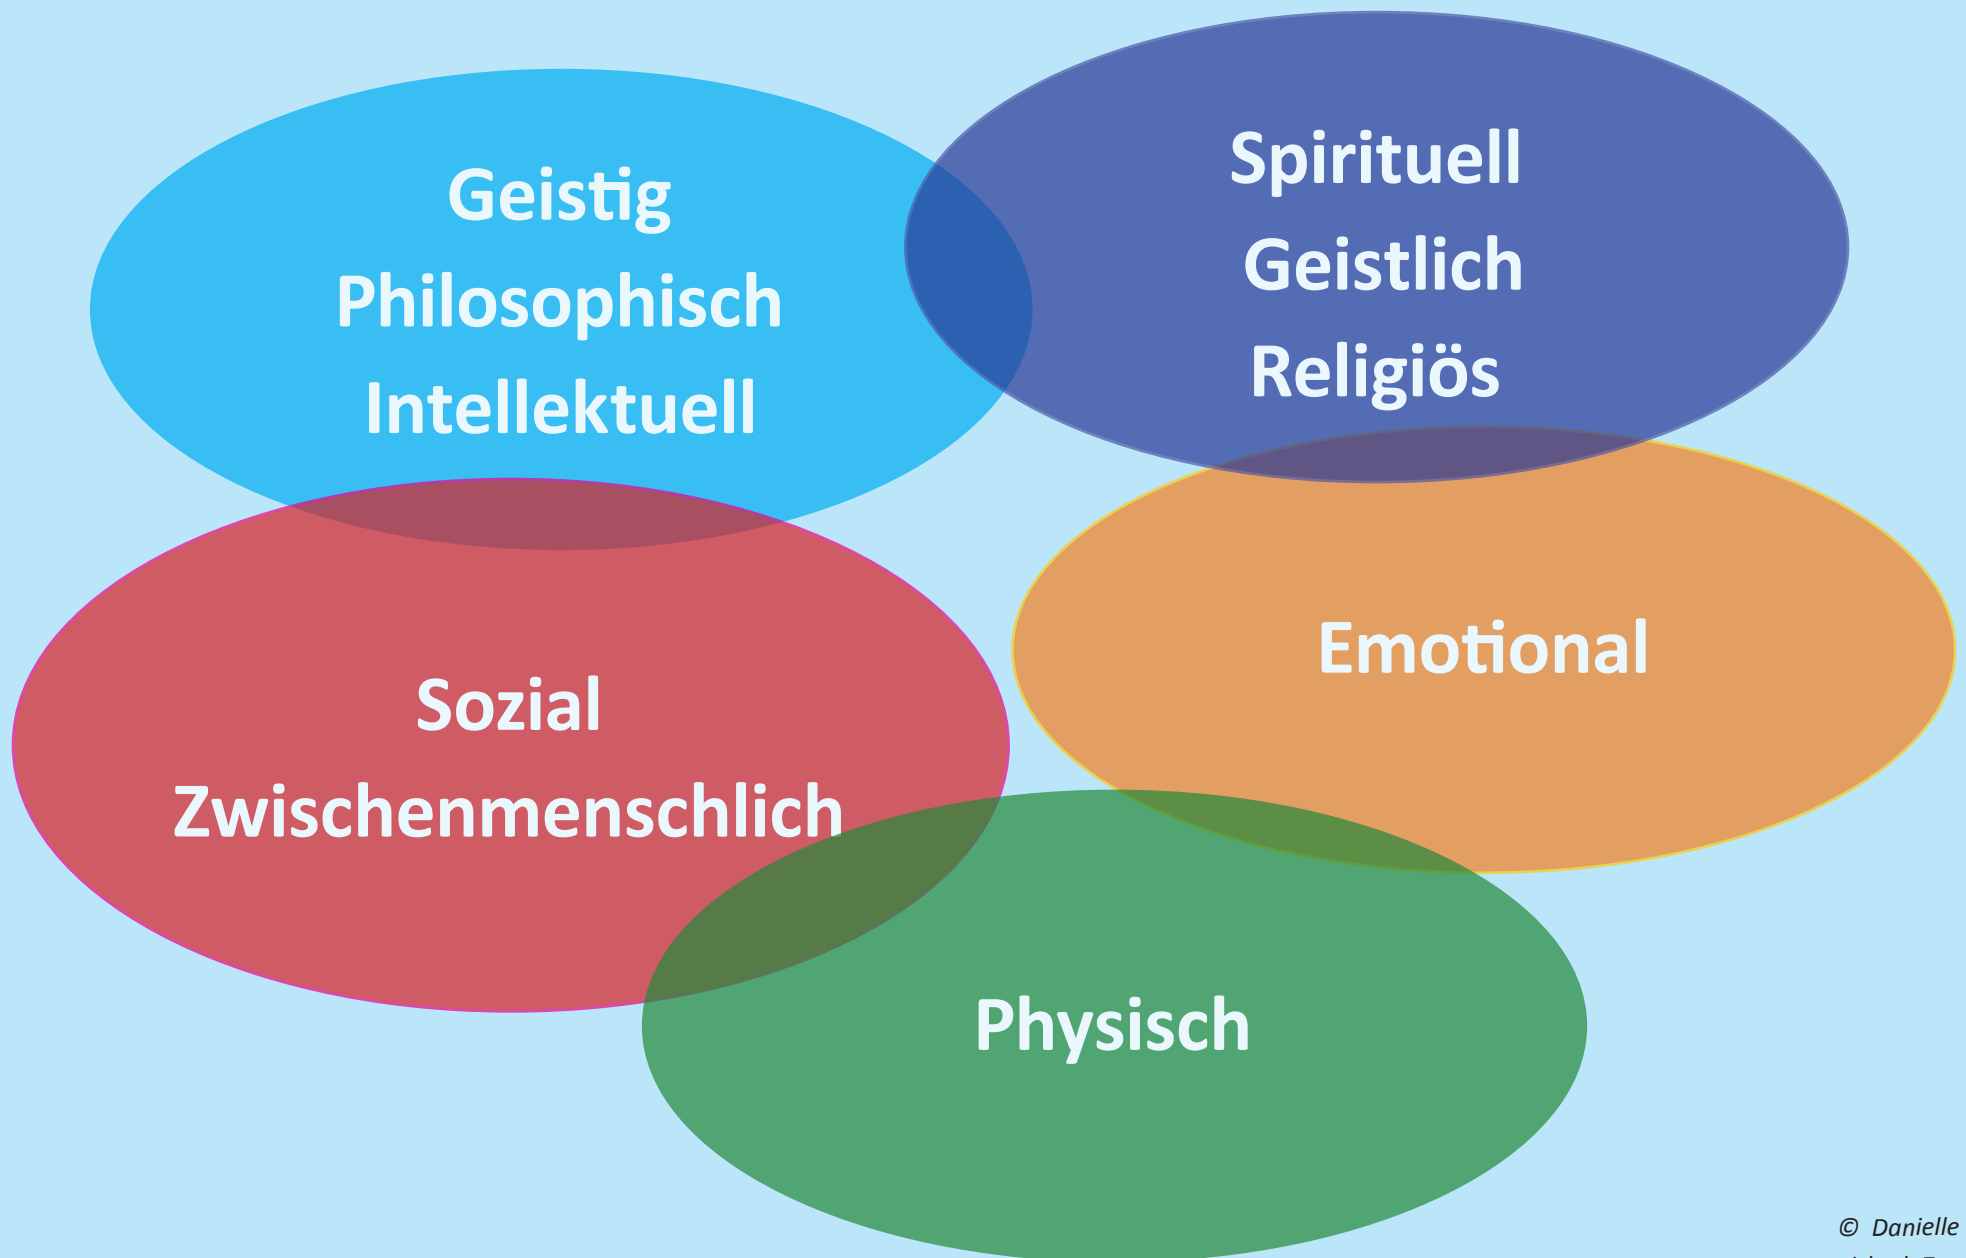 Geistig
Philosophisch
Intellektuell
Spirituell
Geistlich
Religiös
Emotional
Sozial
Zwischenmenschlich
Physisch
© Danielle